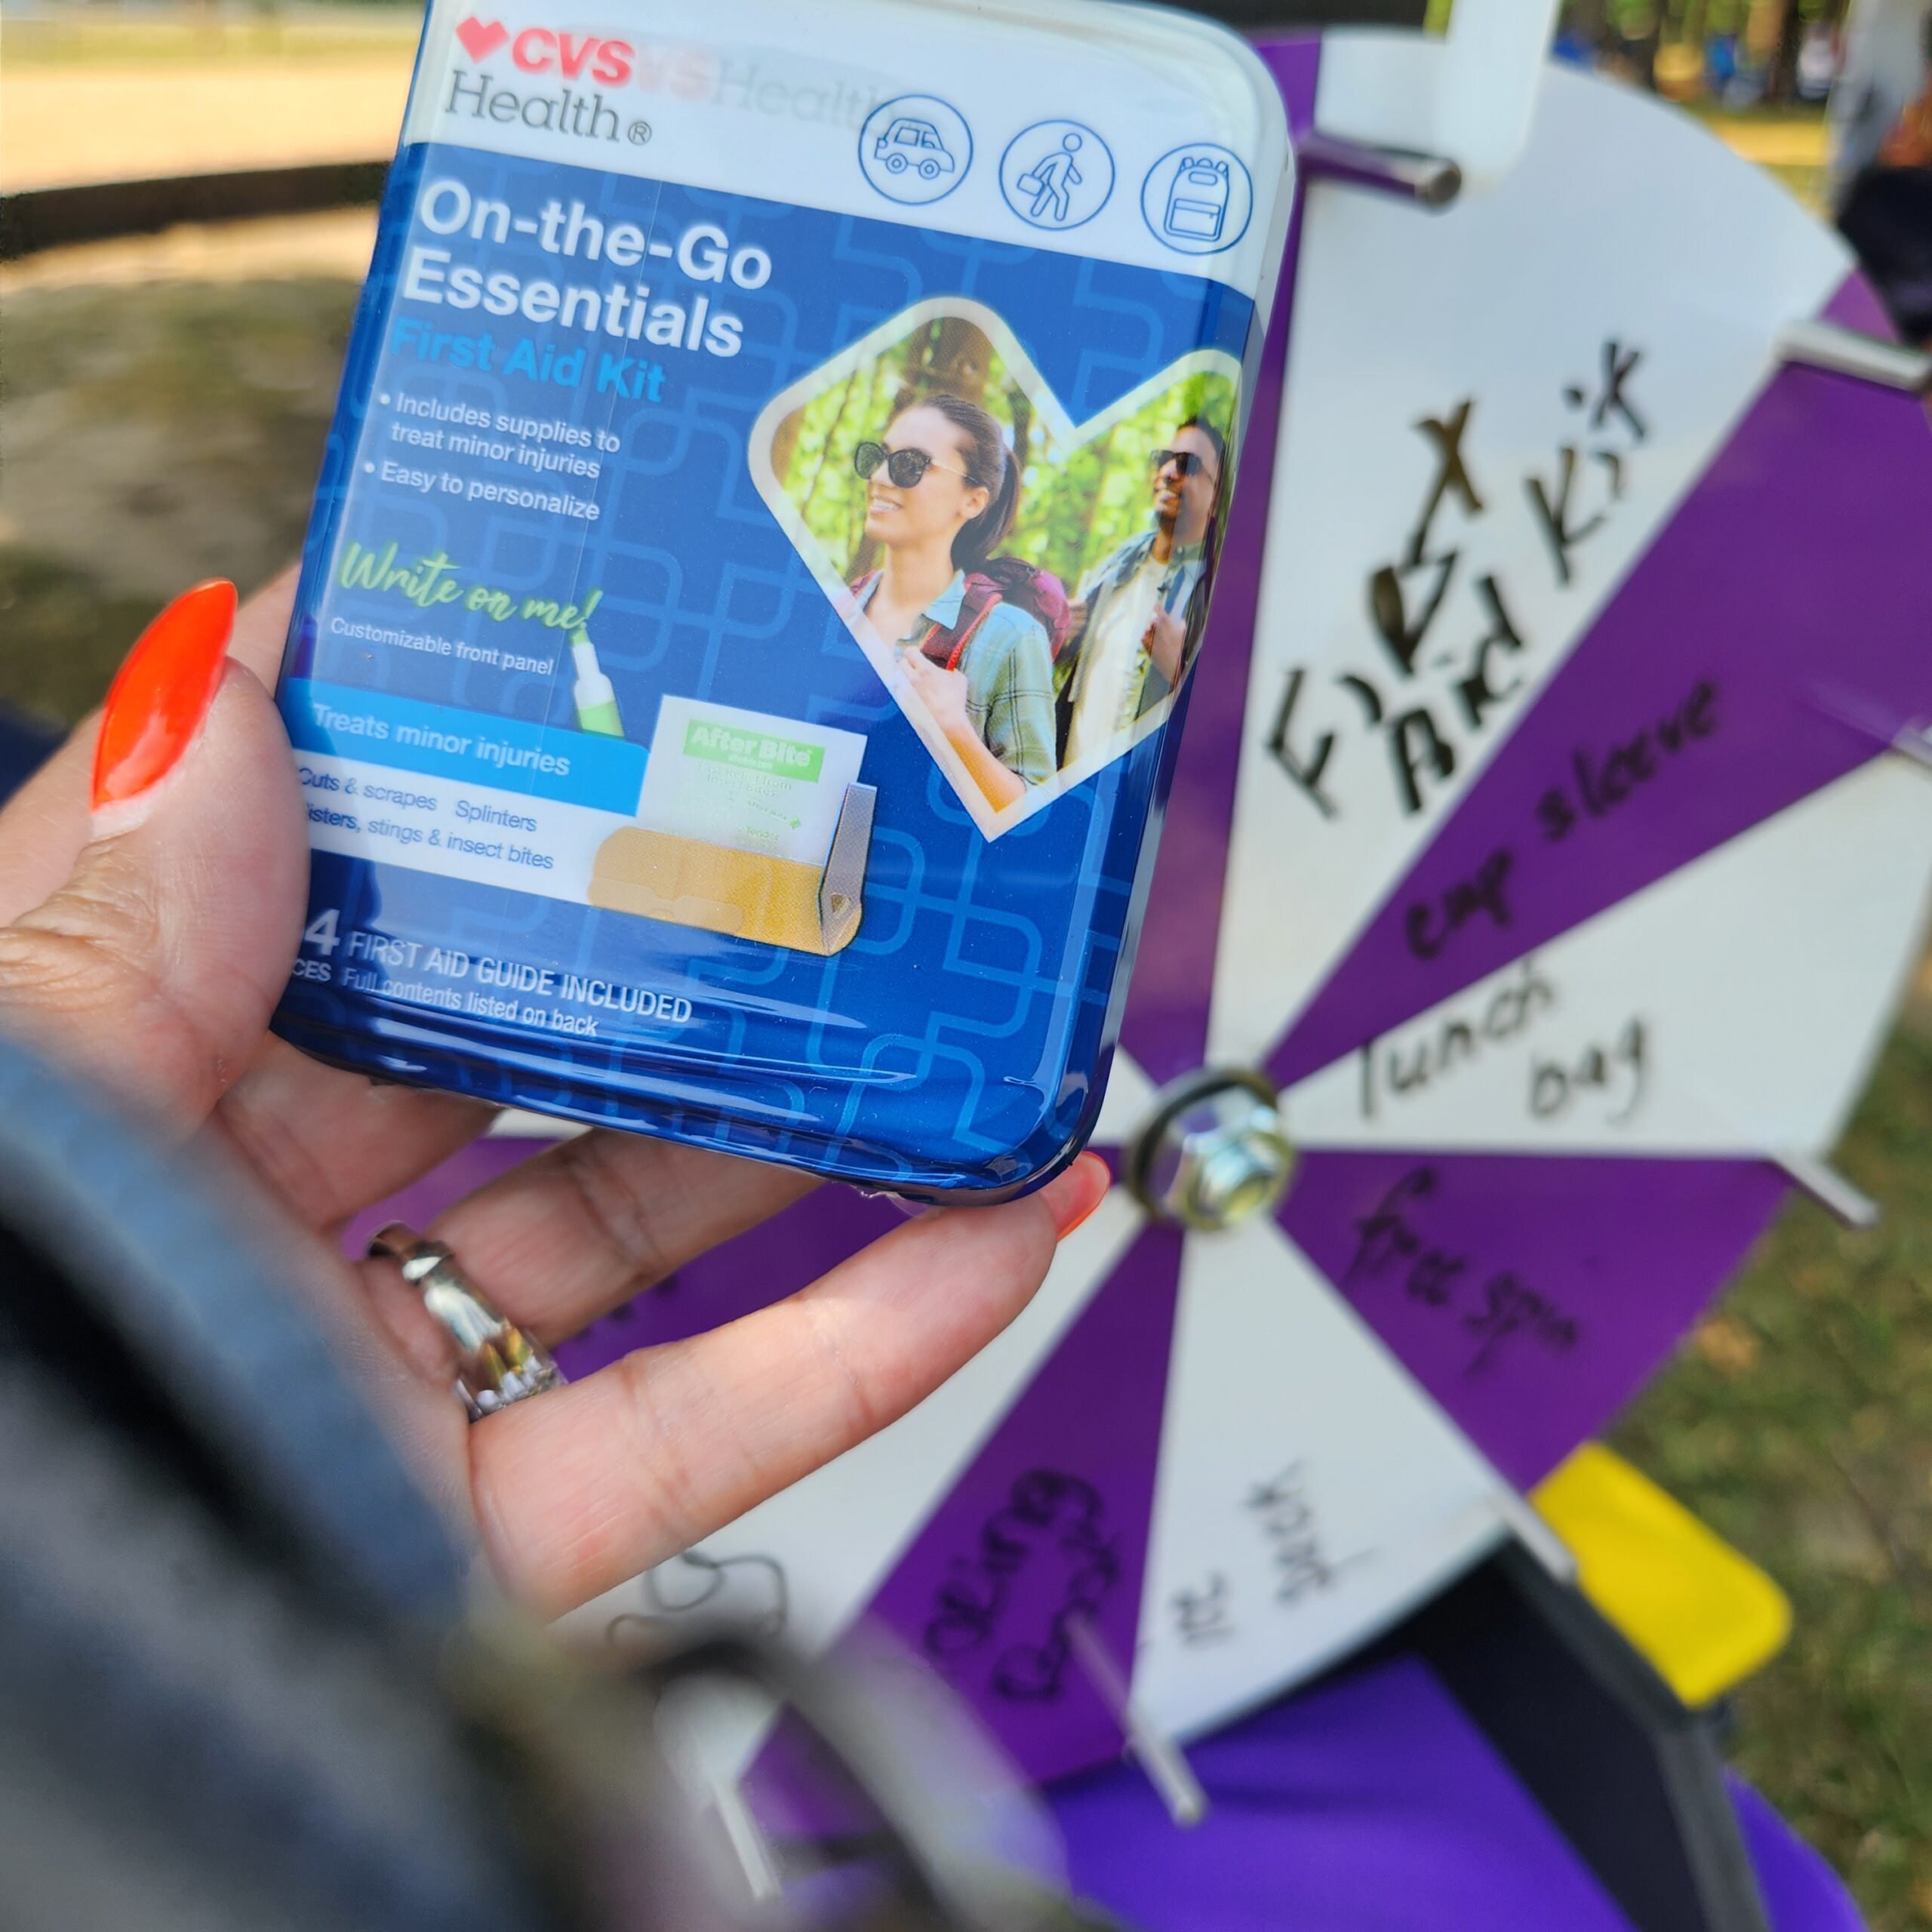 CVS
Health®
On-the-Go
Essentials
First Aid Kit
• Includes supplies to
treat minor injuries
• Easy to personalize
Write on me!
Customizable front panel
Treats minor injuries
Cuts & scrapes Splinters
stings & insect bites
After Bite
FIRST AID GUIDE INCLUDED
Full contents listed on back
Aid Kit
cup sleeve
lunch
bag
free spin